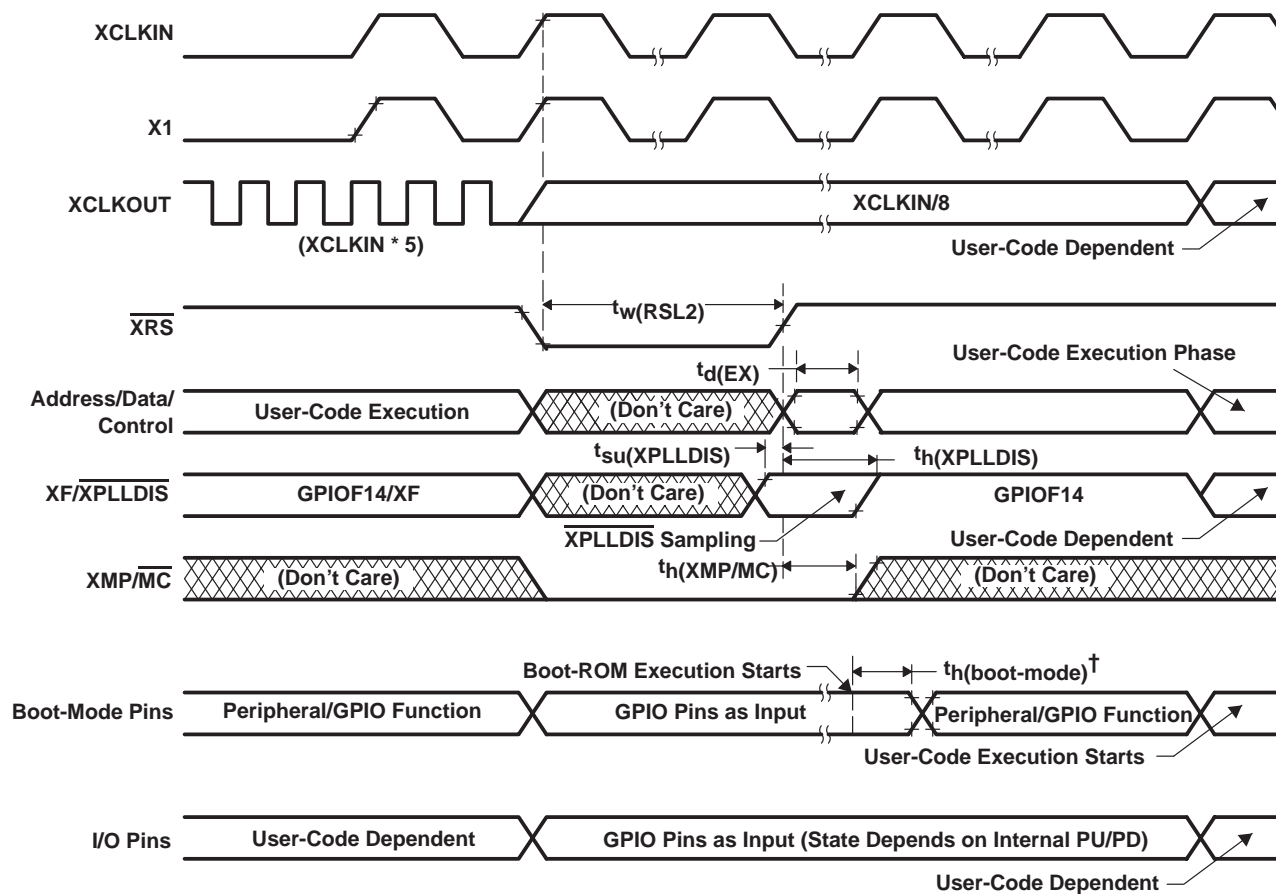 XCLKIN
X1
XCLKOUT
XCLKIN/8
(XCLKIN * 5)
User-Code Dependent
XRS
tw(RSL2)
User-Code Execution Phase
td(EX)
Address/Data/
Control
User-Code Execution
(Don't Care)
tsu(XPLLDIS)
th(XPLLDIS)
XF/XPLLDIS
GPIOF14/XF
(Don't Care)
GPIOF14
XPLLDIS Sampling
User-Code Dependent
XMP/MC
(Don't Care)
th(XMP/MC)
(Don't Care)
Boot-ROM Execution Starts
th(boot-mode)†
Boot-Mode Pins
Peripheral/GPIO Function
GPIO Pins as Input
Peripheral/GPIO Function
User-Code Execution Starts
I/O Pins
User-Code Dependent
GPIO Pins as Input (State Depends on Internal PU/PD)
User-Code Dependent